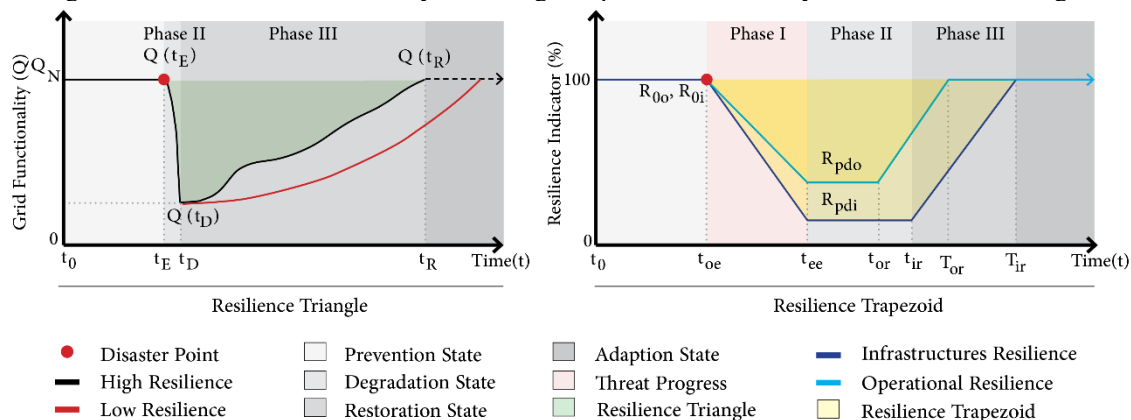 Phase II
Phase III
Q (t_E)
Q (t_R)
Q_N
Grid Functionality (Q)
Q (t_D)
0
t_0
t_E
t_D
t_R
Time(t)
Resilience Triangle
Phase I
Phase II
Phase III
Resilience Indicator (%)
100
R_0o, R_0i
R_pdo
R_pdi
0
t_0
t_oe
t_ee
t_or
t_ir
T_or
T_ir
Time(t)
Resilience Trapezoid
Disaster Point
Prevention State
Adaption State
Infrastructures Resilience
High Resilience
Degradation State
Threat Progress
Operational Resilience
Low Resilience
Restoration State
Resilience Triangle
Resilience Trapezoid